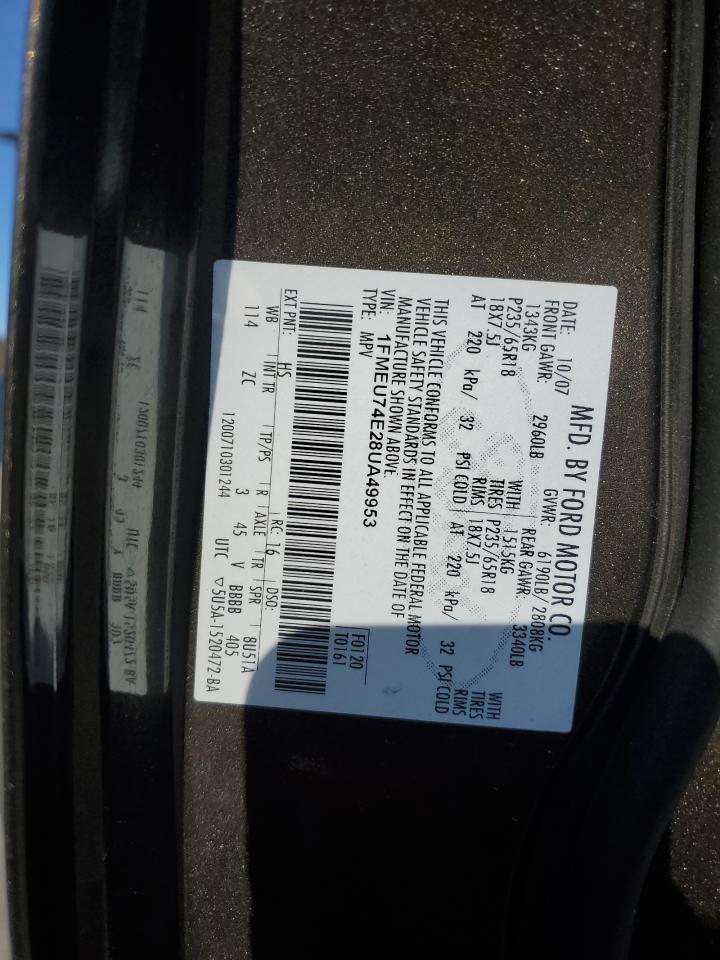 MFD. BY FORD MOTOR CO.
DATE: 10/07 GVWR: 6190LB/2808KG
FRONT GAWR: 2960LB REAR GAWR: 3340LB
1343KG WITH 1515KG WITH
P235/65R18 TIRES P235/65R18 TIRES
18X7.5J RIMS 18X7.5J RIMS
AT 220 kPa/ 32 PSI COLD AT 220 kPa/ 32 PSI COLD
THIS VEHICLE CONFORMS TO ALL APPLICABLE FEDERAL MOTOR
VEHICLE SAFETY STANDARDS IN EFFECT ON THE DATE OF
MANUFACTURE SHOWN ABOVE.
VIN: 1FMEU74E28UA49953
TYPE: MPV
F0120
T0161
EXT PNT: HS RC: 16 DSO:
WB INT TR TP/PS R AXLE TR SPR 8U51A
114 ZC 3 45 V BBBB 405
1200710301244 UTC ▽5U5A-1520472-BA